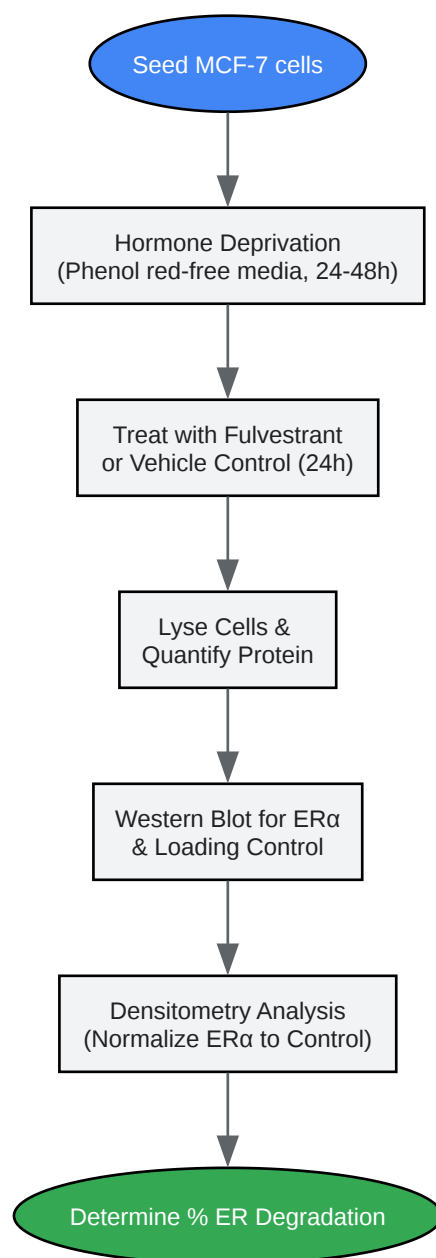 Seed MCF-7 cells
Hormone Deprivation
(Phenol red-free media, 24-48h)
Treat with Fulvestrant
or Vehicle Control (24h)
Lyse Cells &
Quantify Protein
Western Blot for ERα
& Loading Control
Densitometry Analysis
(Normalize ERα to Control)
Determine % ER Degradation